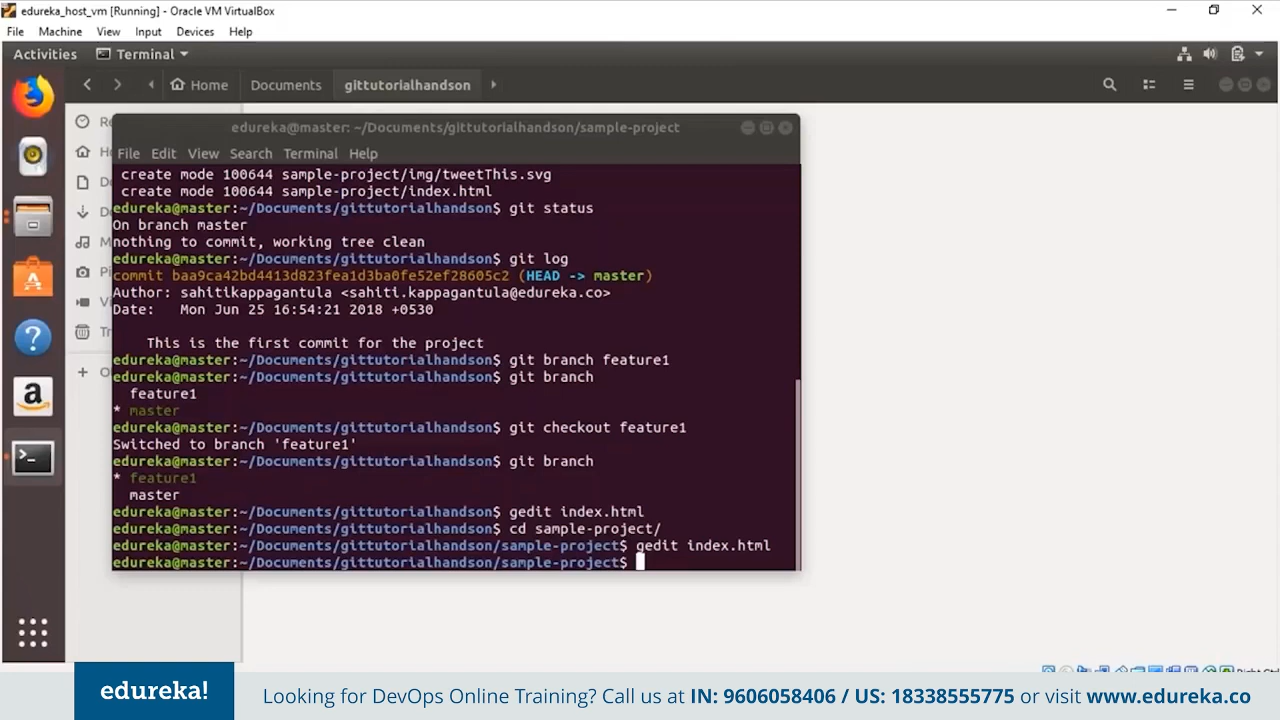 edureka_host_vm [Running] - Oracle VM VirtualBox
File Machine View Input Devices Help
Activities Terminal
Home Documents gittutorialhandson
edureka@master: ~/Documents/gittutorialhandson/sample-project
File Edit View Search Terminal Help
create mode 100644 sample-project/img/tweetThis.svg
create mode 100644 sample-project/index.html
edureka@master:~/Documents/gittutorialhandson$ git status
On branch master
nothing to commit, working tree clean
edureka@master:~/Documents/gittutorialhandson$ git log
commit baa9ca42bd4413d823fea1d3ba0fe52ef28605c2 (HEAD -> master)
Author: sahitikappagantula <sahiti.kappagantula@edureka.co>
Date: Mon Jun 25 16:54:21 2018 +0530
This is the first commit for the project
edureka@master:~/Documents/gittutorialhandson$ git branch feature1
edureka@master:~/Documents/gittutorialhandson$ git branch
feature1
* master
edureka@master:~/Documents/gittutorialhandson$ git checkout feature1
Switched to branch 'feature1'
edureka@master:~/Documents/gittutorialhandson$ git branch
* feature1
master
edureka@master:~/Documents/gittutorialhandson$ gedit index.html
edureka@master:~/Documents/gittutorialhandson$ cd sample-project/
edureka@master:~/Documents/gittutorialhandson/sample-project$ gedit index.html
edureka@master:~/Documents/gittutorialhandson/sample-project$
edureka!
Looking for DevOps Online Training? Call us at IN: 9606058406 / US: 18338555775 or visit www.edureka.co